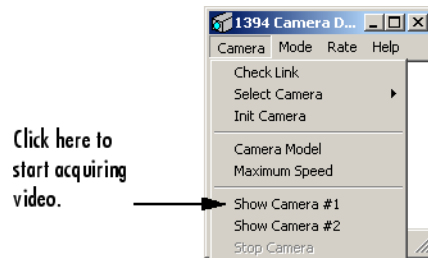 1394 Camera D...
Camera Mode Rate Help
Check Link
Select Camera
Init Camera
Camera Model
Maximum Speed
Click here to
start acquiring
video.
Show Camera #1
Show Camera #2
Stop Camera